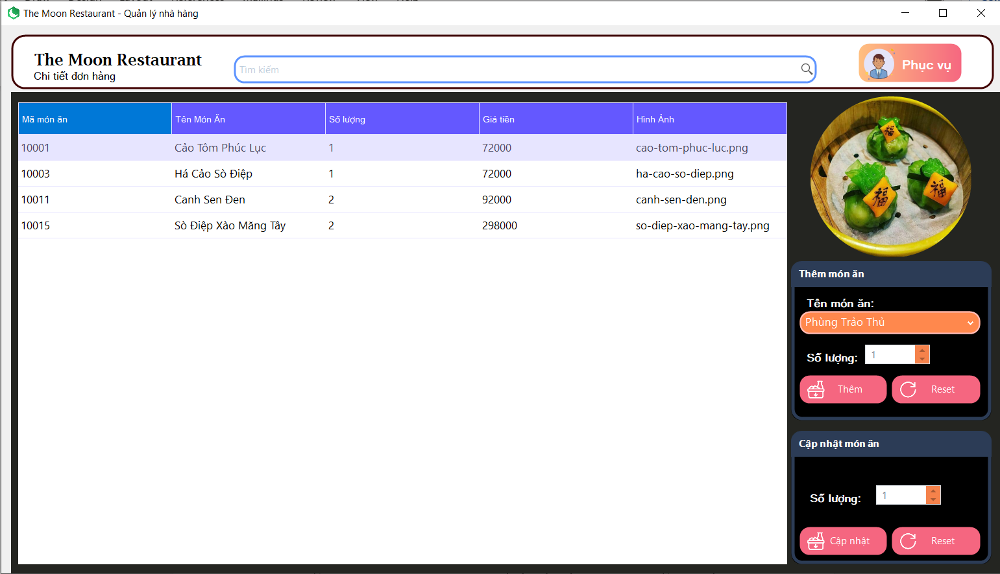 The Moon Restaurant - Quản lý nhà hàng
The Moon Restaurant
Chi tiết đơn hàng
Tìm kiếm
Phục vụ
Mã món ăn Tên Món Ăn Số lượng Giá tiền Hình Ảnh
10001 Cảo Tôm Phúc Lục 1 72000 cao-tom-phuc-luc.png
10003 Há Cảo Sò Điệp 1 72000 ha-cao-so-diep.png
10011 Canh Sen Đen 2 92000 canh-sen-den.png
10015 Sò Điệp Xào Măng Tây 2 298000 so-diep-xao-mang-tay.png
福
福
福
Thêm món ăn
Tên món ăn:
Phùng Trảo Thủ
Số lượng: 1
Thêm Reset
Cập nhật món ăn
Số lượng: 1
Cập nhật Reset